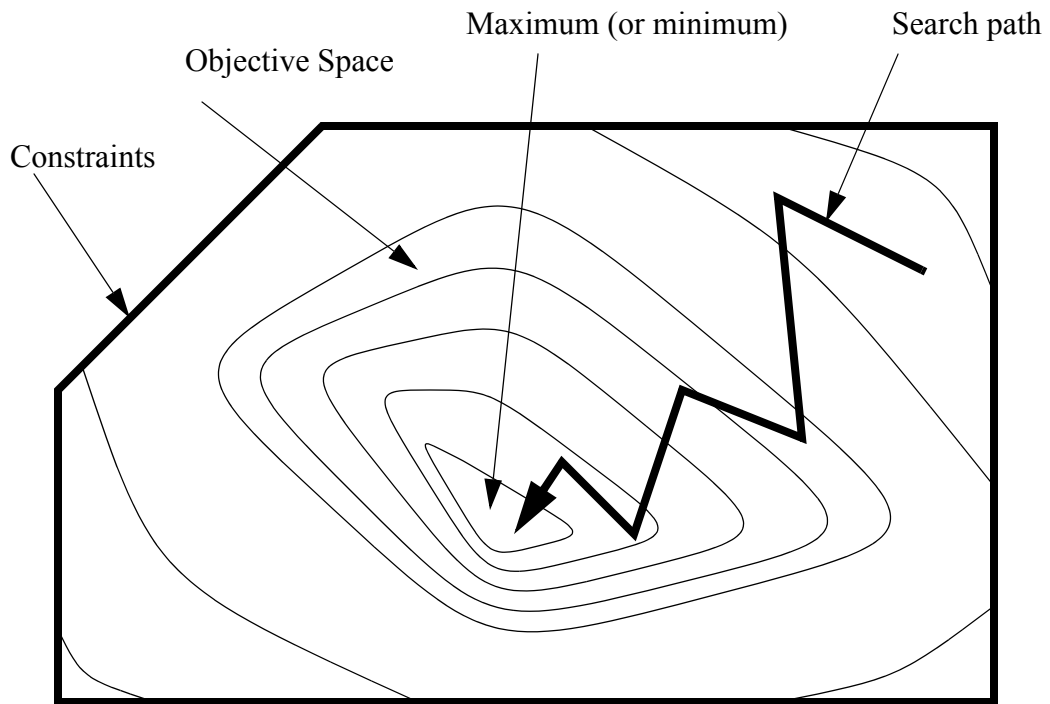 Maximum (or minimum)
Search path
Objective Space
Constraints